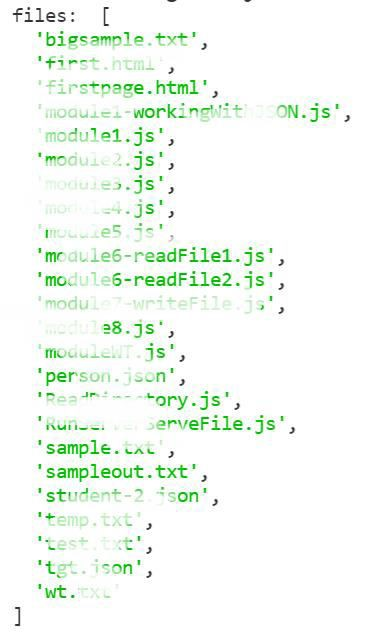 files:  [
  'bigsample.txt',
  'first.html',
  'firstpage.html',
  'module1-workingWithJSON.js',
  'module1.js',
  'module2.js',
  'module3.js',
  'module4.js',
  'module5.js',
  'module6-readFile1.js',
  'module6-readFile2.js',
  'module7-writeFile.js',
  'module8.js',
  'moduleWT.js',
  'person.json',
  'ReadDirectory.js',
  'RunServerServeFile.js',
  'sample.txt',
  'sampleout.txt',
  'student-2.json',
  'temp.txt',
  'test.txt',
  'tgt.json',
  'wt.txt'
]